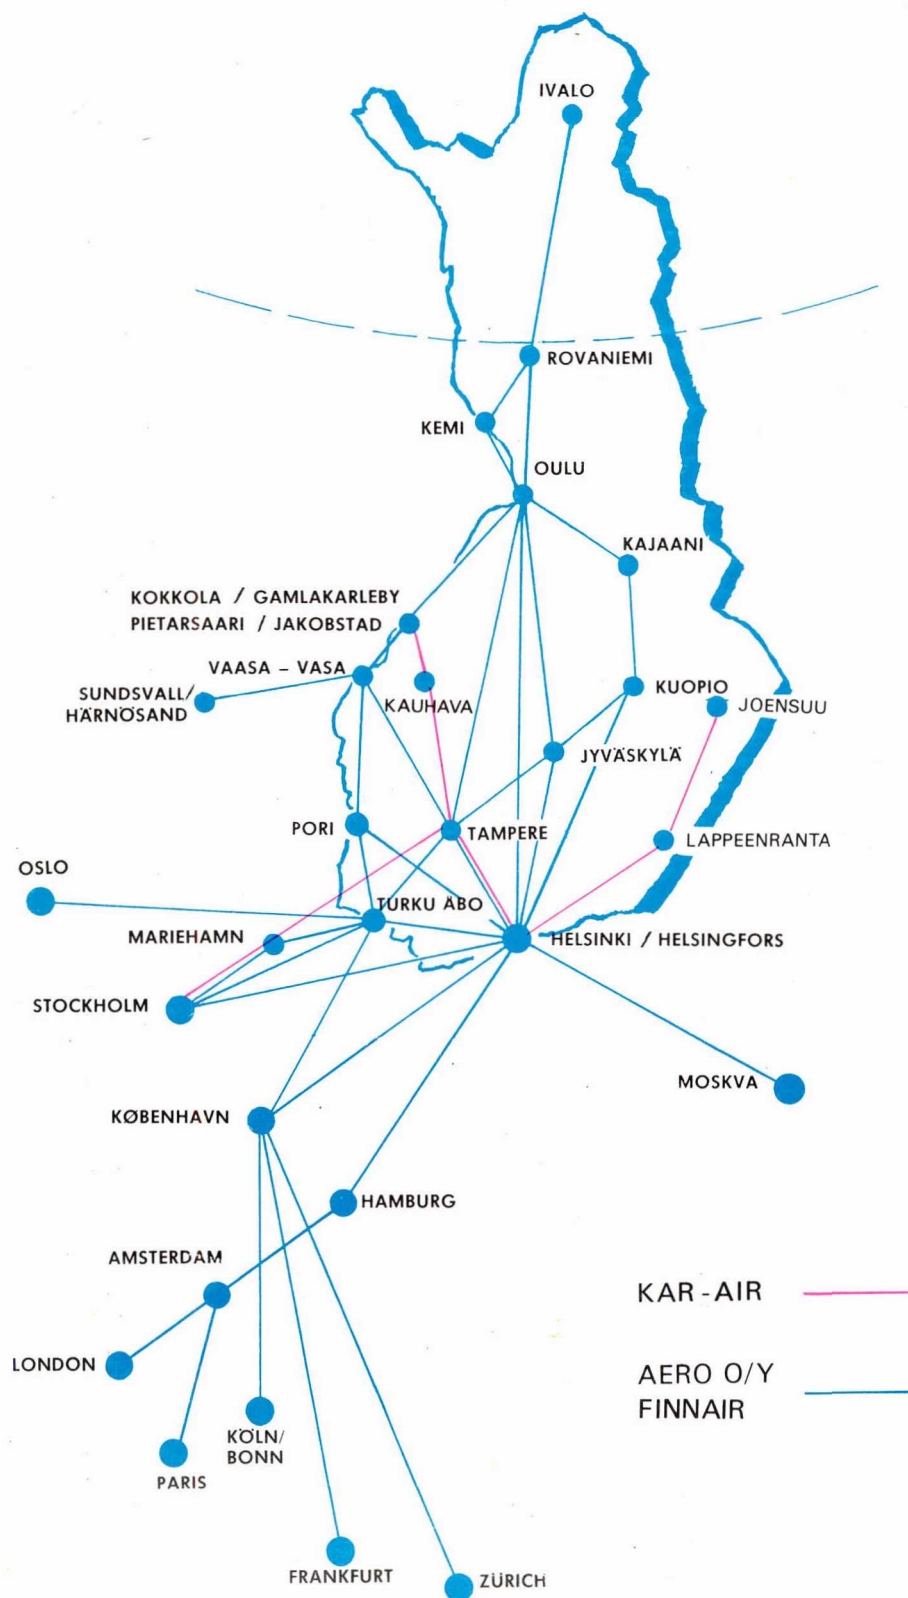 IVALO
ROVANIEMI
KEMI
OULU
KAJAANI
KOKKOLA / GAMLAKARLEBY
PIETARSAARI / JAKOBSTAD
VAASA – VASA
SUNDSVALL/
HÄRNÖSAND
KAUHAVA
KUOPIO
JOENSUU
JYVÄSKYLÄ
PORI
TAMPERE
LAPPEENRANTA
OSLO
TURKU ÅBO
MARIEHAMN
HELSINKI / HELSINGFORS
STOCKHOLM
MOSKVA
KØBENHAVN
HAMBURG
AMSTERDAM
KAR-AIR
LONDON
AERO O/Y
FINNAIR
KÖLN/
BONN
PARIS
FRANKFURT
ZÜRICH